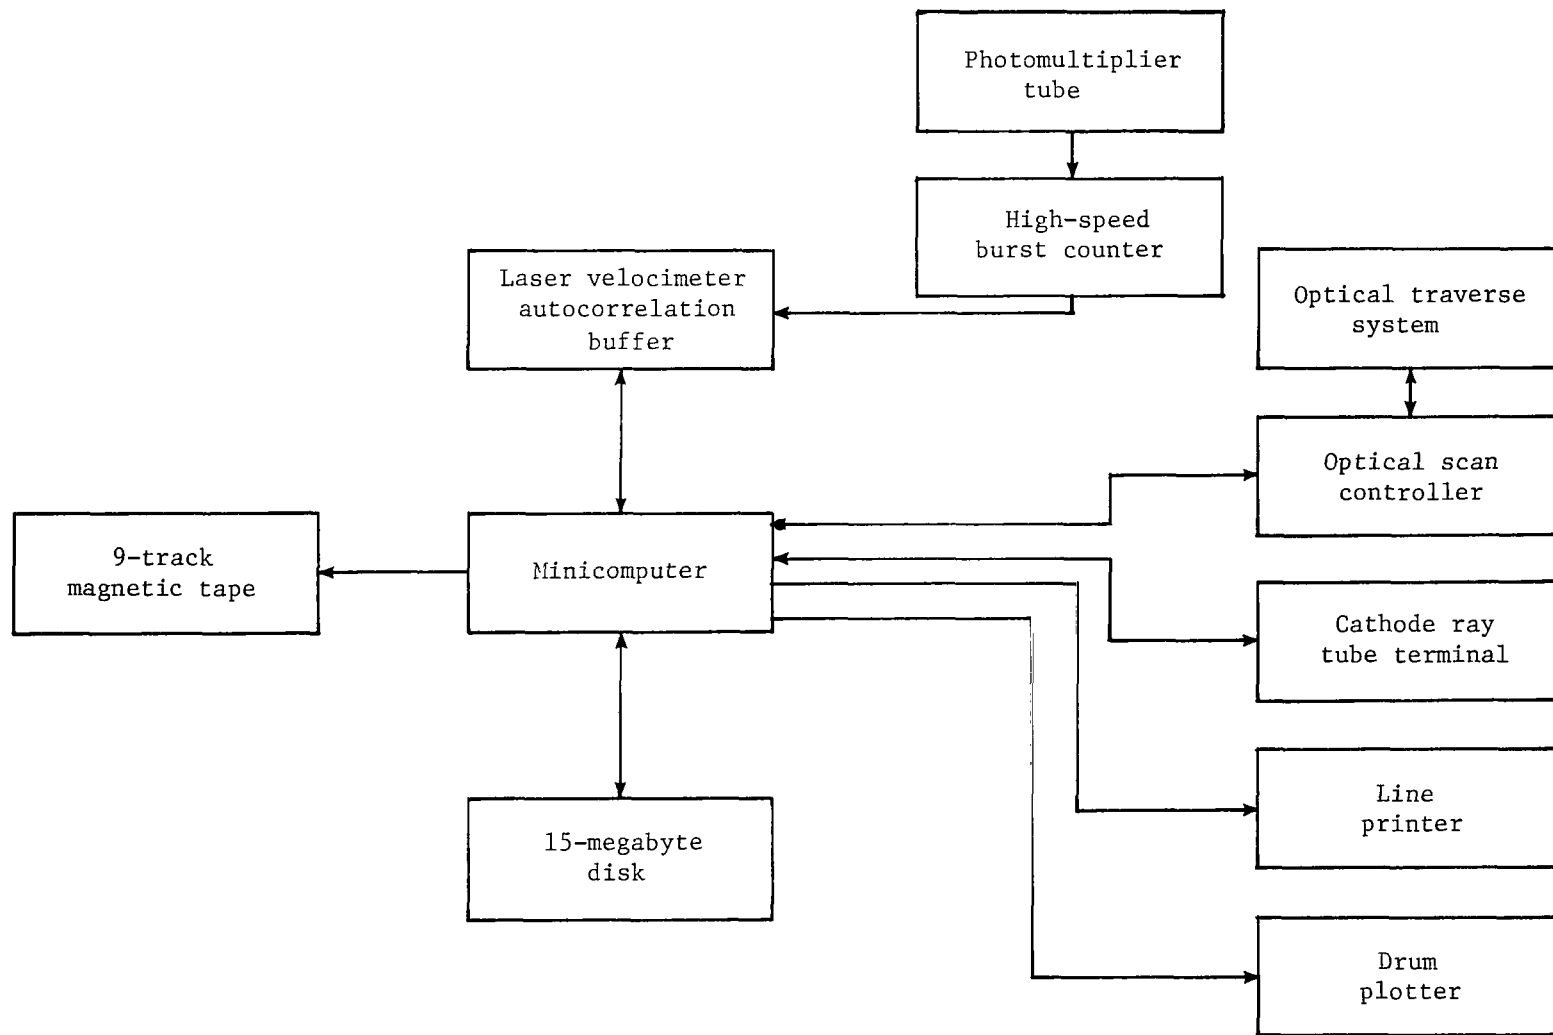 Photomultiplier
tube
High-speed
burst counter
Laser velocimeter
autocorrelation
buffer
Optical traverse
system
Optical scan
controller
9-track
magnetic tape
Minicomputer
Cathode ray
tube terminal
15-megabyte
disk
Line
printer
Drum
plotter